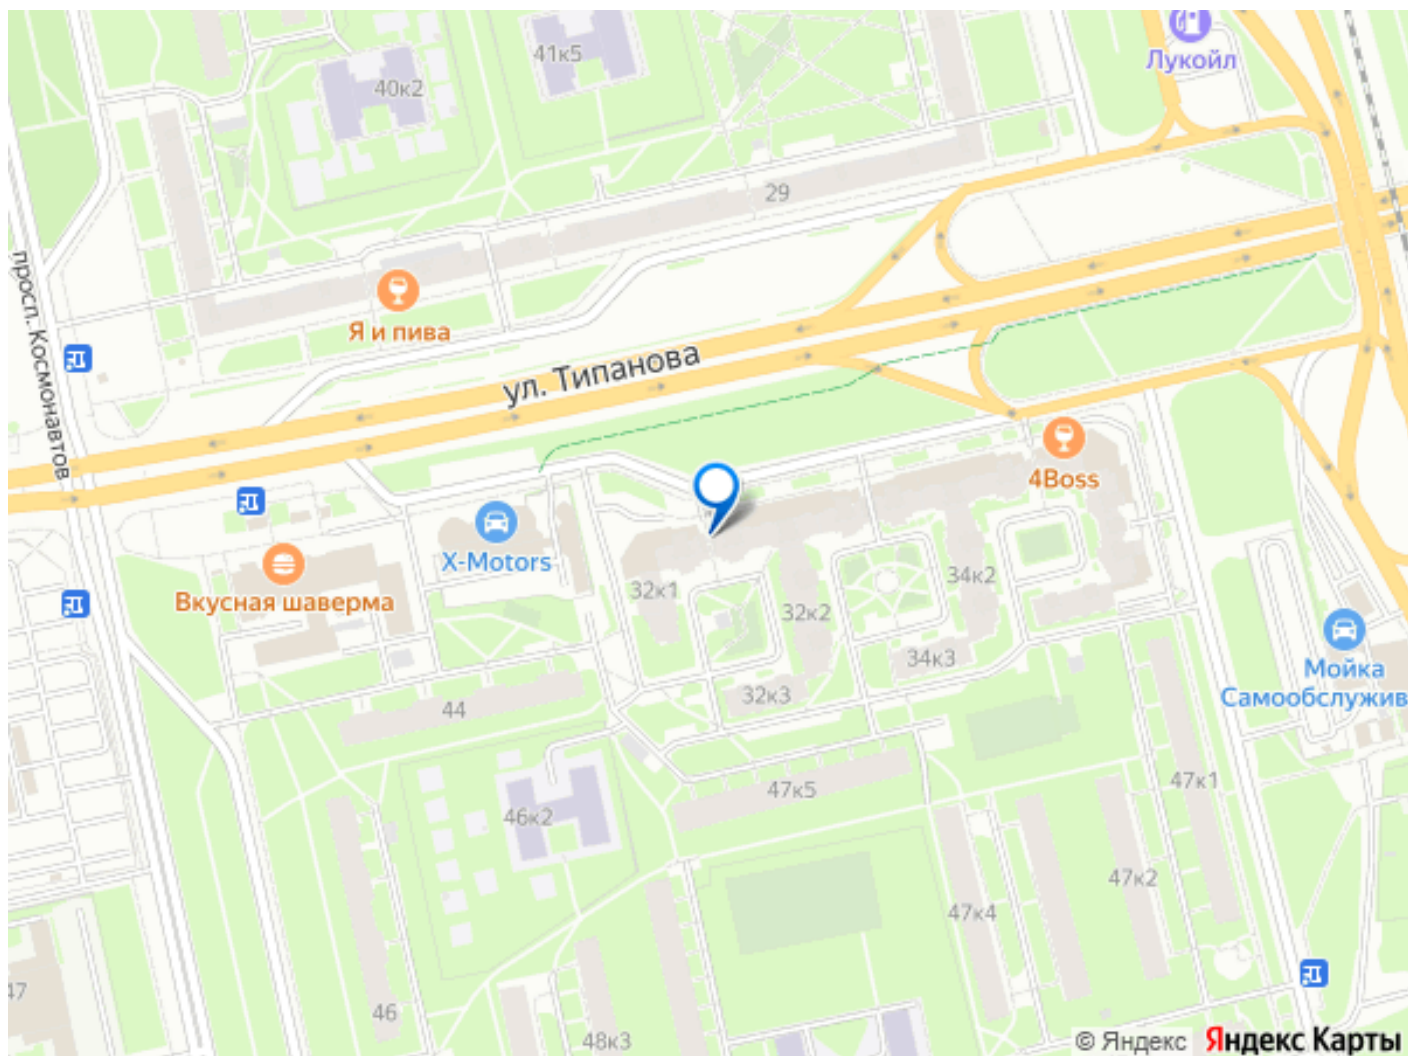 41к5
Лукойл
40к2
29
просп. Космонавтов
Я и пива
ул. Типанова
4Boss
X-Motors
Вкусная шаверма
32к1
32к2
34к2
34к3
32к3
Мойка
Самообслужив
44
47к5
47к1
46к2
47к2
47к4
47
46
48к3
© Яндекс
Яндекс Карты